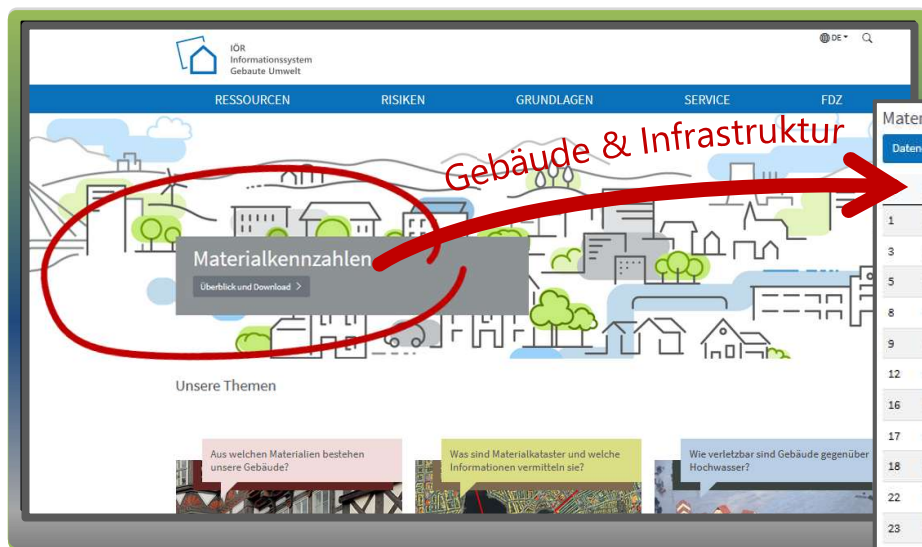 IÖR
Informationssystem
Gebaute Umwelt
DE
RESSOURCEN RISIKEN GRUNDLAGEN SERVICE FDZ
Gebäude & Infrastruktur
Materialkennzahlen
Überblick und Download >
Unsere Themen
Aus welchen Materialien bestehen
unsere Gebäude?
Was sind Materialkataster und welche
Informationen vermitteln sie?
Wie verletzbar sind Gebäude gegenüber
Hochwasser?
Mater
Daten
1
3
5
8
9
12
16
17
18
22
23